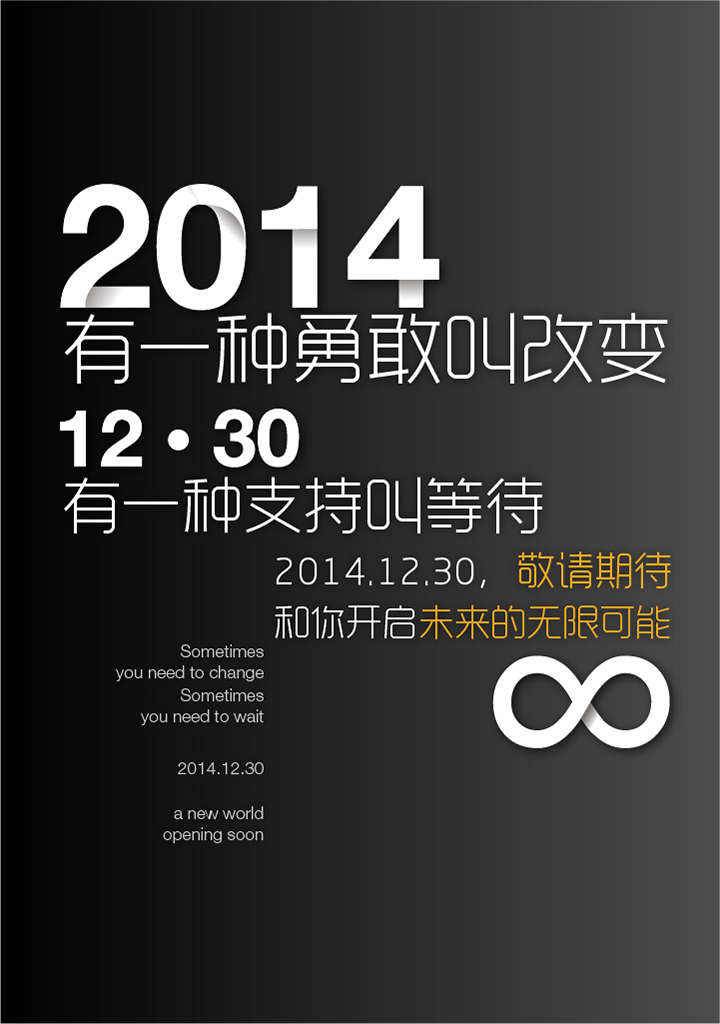 2014
有一种勇敢叫改变
12·30
有一种支持叫等待
2014.12.30，敬请期待
和你开启未来的无限可能
Sometimes
you need to change
Sometimes
you need to wait
2014.12.30
a new world
opening soon